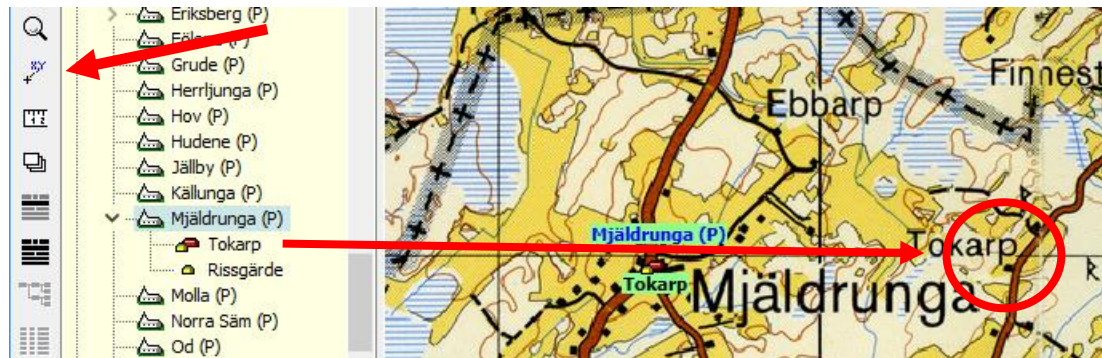 Eriksberg (P)
Grude (P)
Herrljunga (P)
Hov (P)
Hudene (P)
Jällby (P)
Källunga (P)
Mjäldrunga (P)
Tokarp
Rissgärde
Molla (P)
Norra Säm (P)
Od (P)
x,y
Finnest
Ebbarp
Mjäldrunga (P)
Tokarp
Tokarp
Mjäldrunga
R
R